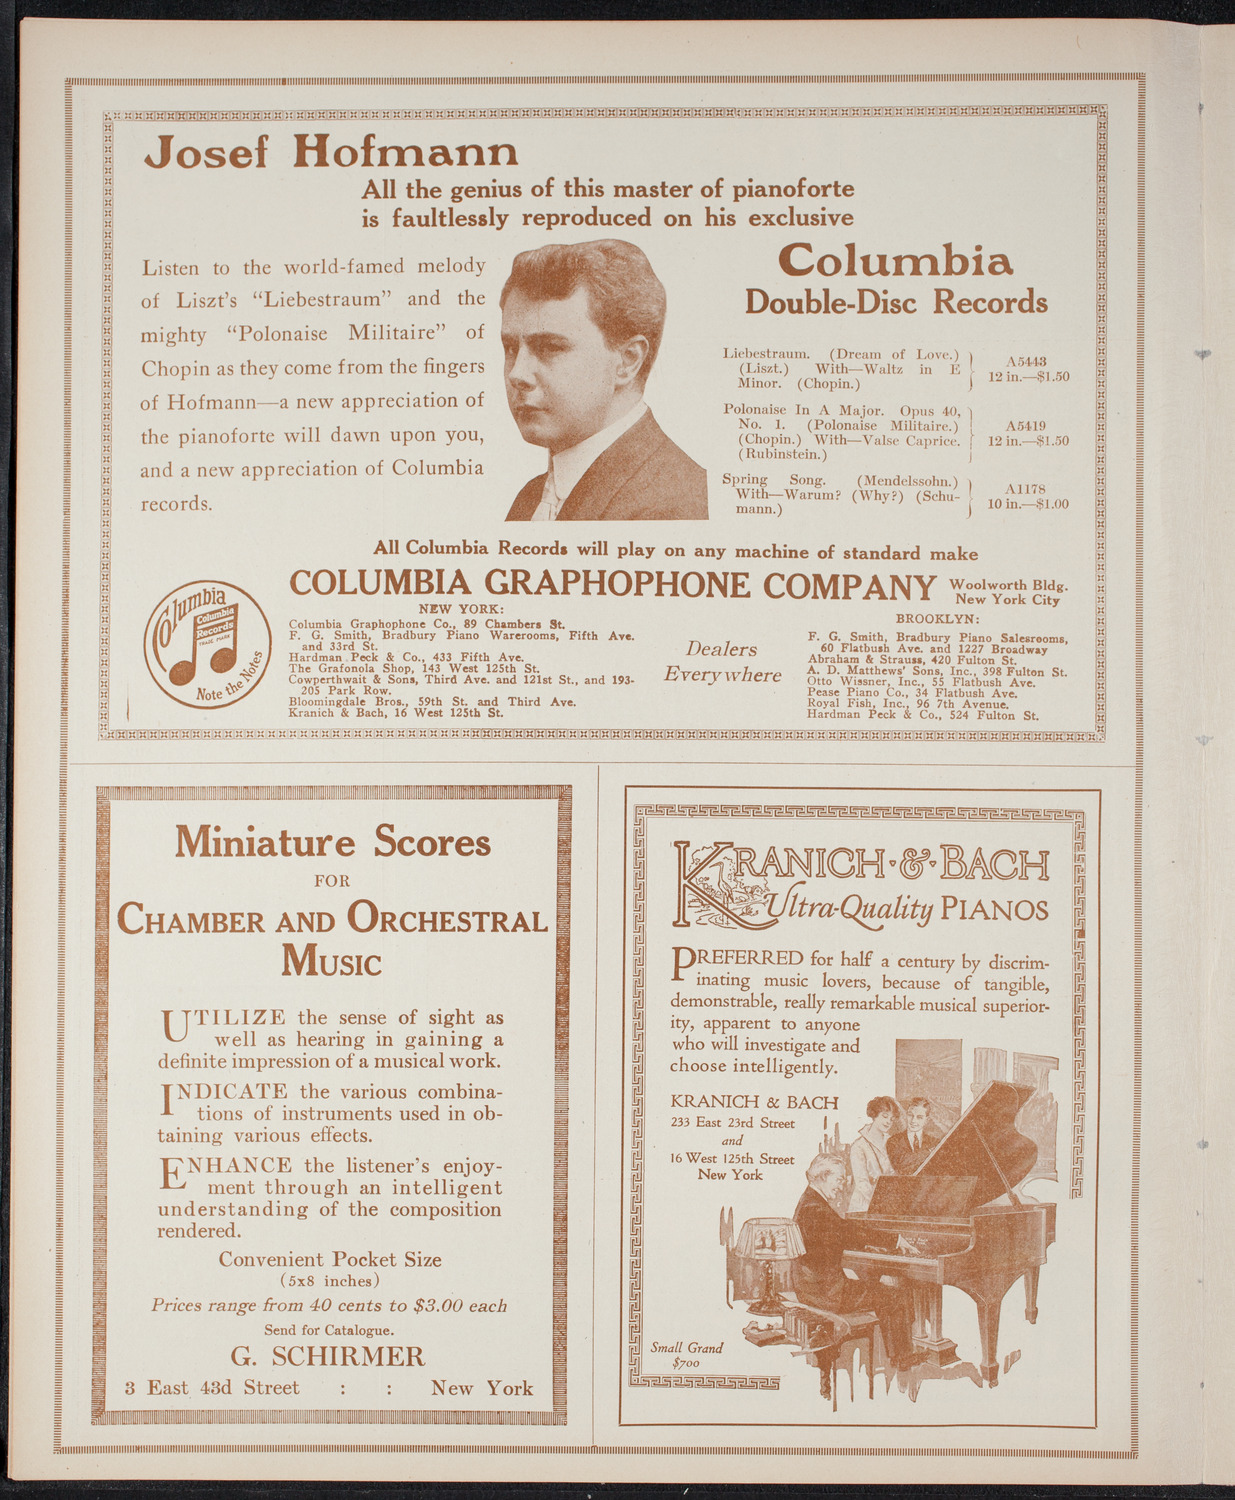 Josef Hofmann
All the genius of this master of pianoforte
is faultlessly reproduced on his exclusive
Listen to the world-famed melody
of Liszt's "Liebestraum" and the
mighty "Polonaise Militaire" of
Chopin as they come from the fingers
of Hofmann—a new appreciation of
the pianoforte will dawn upon you,
and a new appreciation of Columbia
records.
Columbia
Double-Disc Records
Liebestraum. (Dream of Love.)
(Liszt.) With—Waltz in E
Minor. (Chopin.)
A5443
12 in.—$1.50
Polonaise In A Major. Opus 40,
No. 1. (Polonaise Militaire.)
(Chopin.) With—Valse Caprice.
(Rubinstein.)
A5419
12 in.—$1.50
Spring Song. (Mendelssohn.)
With—Warum? (Why?) (Schu-
mann.)
A1178
10 in.—$1.00
All Columbia Records will play on any machine of standard make
COLUMBIA GRAPHOPHONE COMPANY Woolworth Bldg.
New York City
Columbia
Columbia
Records
TRADE MARK
Note the Notes
NEW YORK:
Columbia Graphophone Co., 89 Chambers St.
F. G. Smith, Bradbury Piano Warerooms, Fifth Ave.
and 33rd St.
Hardman Peck & Co., 433 Fifth Ave.
The Grafonola Shop, 143 West 125th St.
Cowperthwait & Sons, Third Ave. and 121st St., and 193-
205 Park Row.
Bloomingdale Bros., 59th St. and Third Ave.
Kranich & Bach, 16 West 125th St.
Dealers
Everywhere
BROOKLYN:
F. G. Smith, Bradbury Piano Salesrooms,
60 Flatbush Ave. and 1227 Broadway
Abraham & Strauss, 420 Fulton St.
A. D. Matthews' Sons, Inc., 398 Fulton St.
Otto Wissner, Inc., 55 Flatbush Ave.
Pease Piano Co., 34 Flatbush Ave.
Royal Fish, Inc., 96 7th Avenue.
Hardman Peck & Co., 524 Fulton St.
Miniature Scores
FOR
CHAMBER AND ORCHESTRAL
MUSIC
UTILIZE the sense of sight as
well as hearing in gaining a
definite impression of a musical work.
INDICATE the various combina-
tions of instruments used in ob-
taining various effects.
ENHANCE the listener's enjoy-
ment through an intelligent
understanding of the composition
rendered.
Convenient Pocket Size
(5x8 inches)
Prices range from 40 cents to $3.00 each
Send for Catalogue.
G. SCHIRMER
3 East 43d Street : : New York
KRANICH·&·BACH
Ultra-Quality PIANOS
PREFERRED for half a century by discrim-
inating music lovers, because of tangible,
demonstrable, really remarkable musical superior-
ity, apparent to anyone
who will investigate and
choose intelligently.
KRANICH & BACH
233 East 23rd Street
and
16 West 125th Street
New York
Small Grand
$700